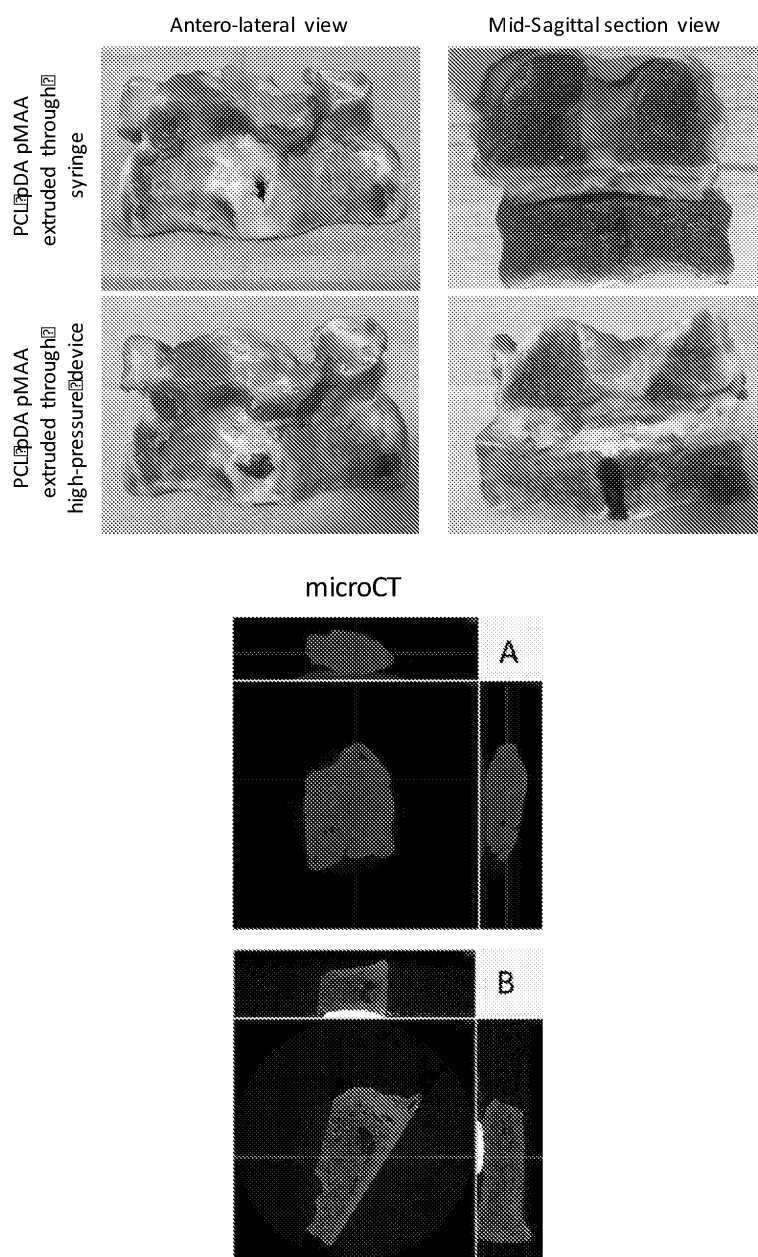 Antero-lateral view
Mid-Sagittal section view
PCL⍰pDA pMAA
extruded through⍰
syringe
PCL⍰pDA pMAA
extruded through⍰
high-pressure⍰device
microCT
A
B